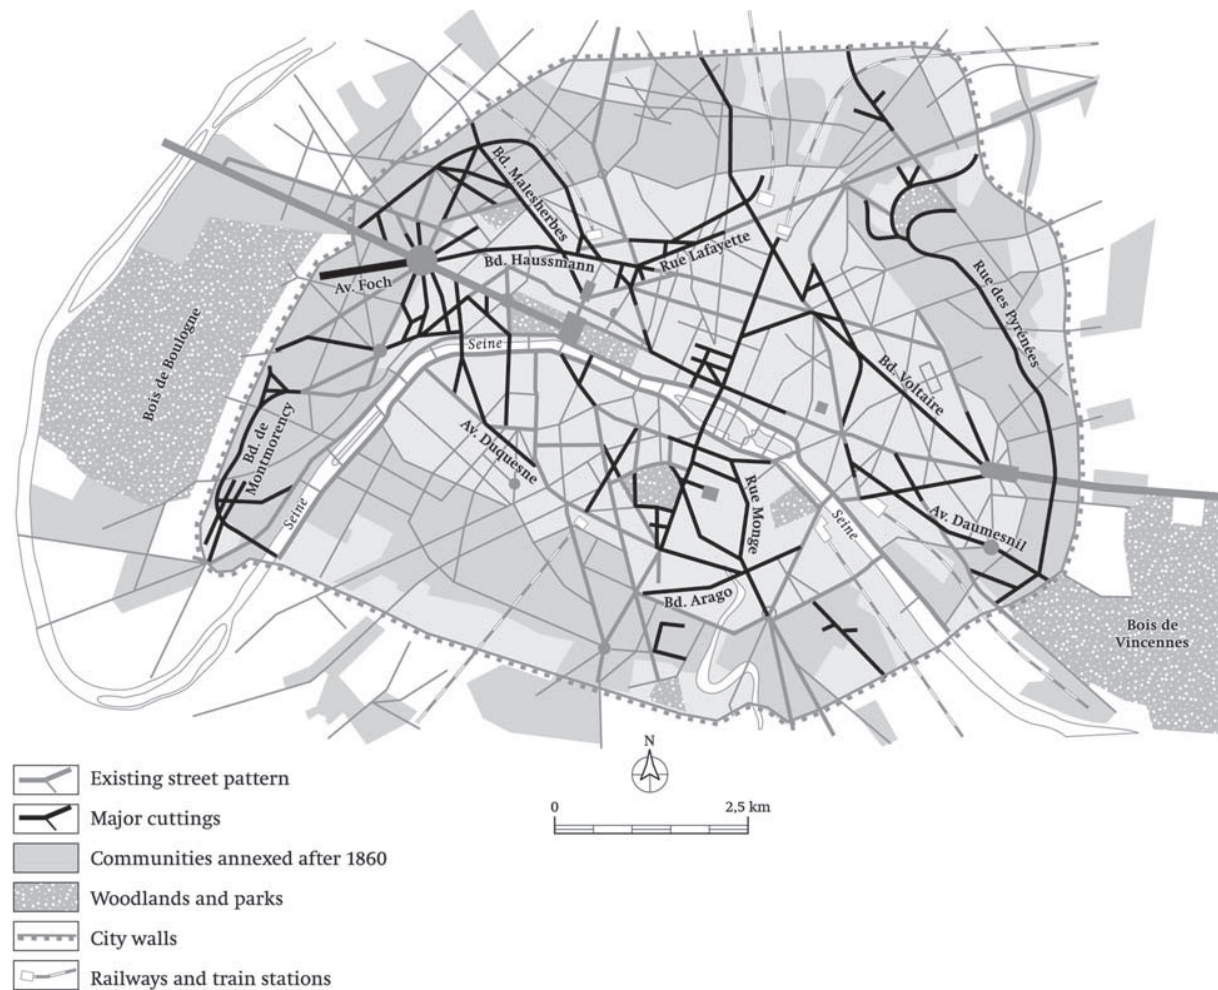 Bd. Malesherbes
Bd. Haussmann
Rue Lafayette
Av. Foch
Rue des Pyrénées
Bois de Boulogne
Seine
Bd. Voltaire
Bd. de
Montmorency
Av. Duquesne
Seine
Rue Monge
Seine
Av. Daumesnil
Bd. Arago
Bois de
Vincennes
N
0 2,5 km
Existing street pattern
Major cuttings
Communities annexed after 1860
Woodlands and parks
City walls
Railways and train stations